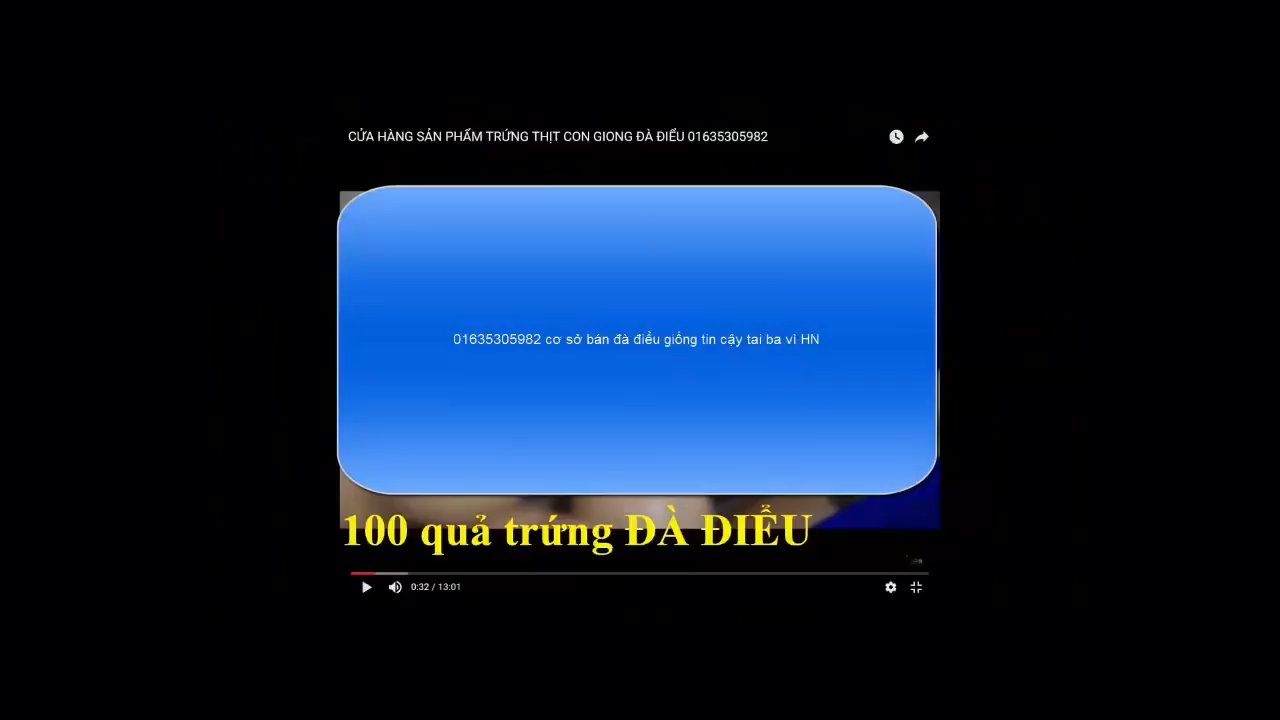 CỬA HÀNG SẢN PHẨM TRỨNG THỊT CON GIONG ĐÀ ĐIỂU 01635305982
01635305982 cơ sở bán đà điểu giống tin cậy tai ba vì HN
100 quả trứng ĐÀ ĐIỂU
0:32 / 13:01